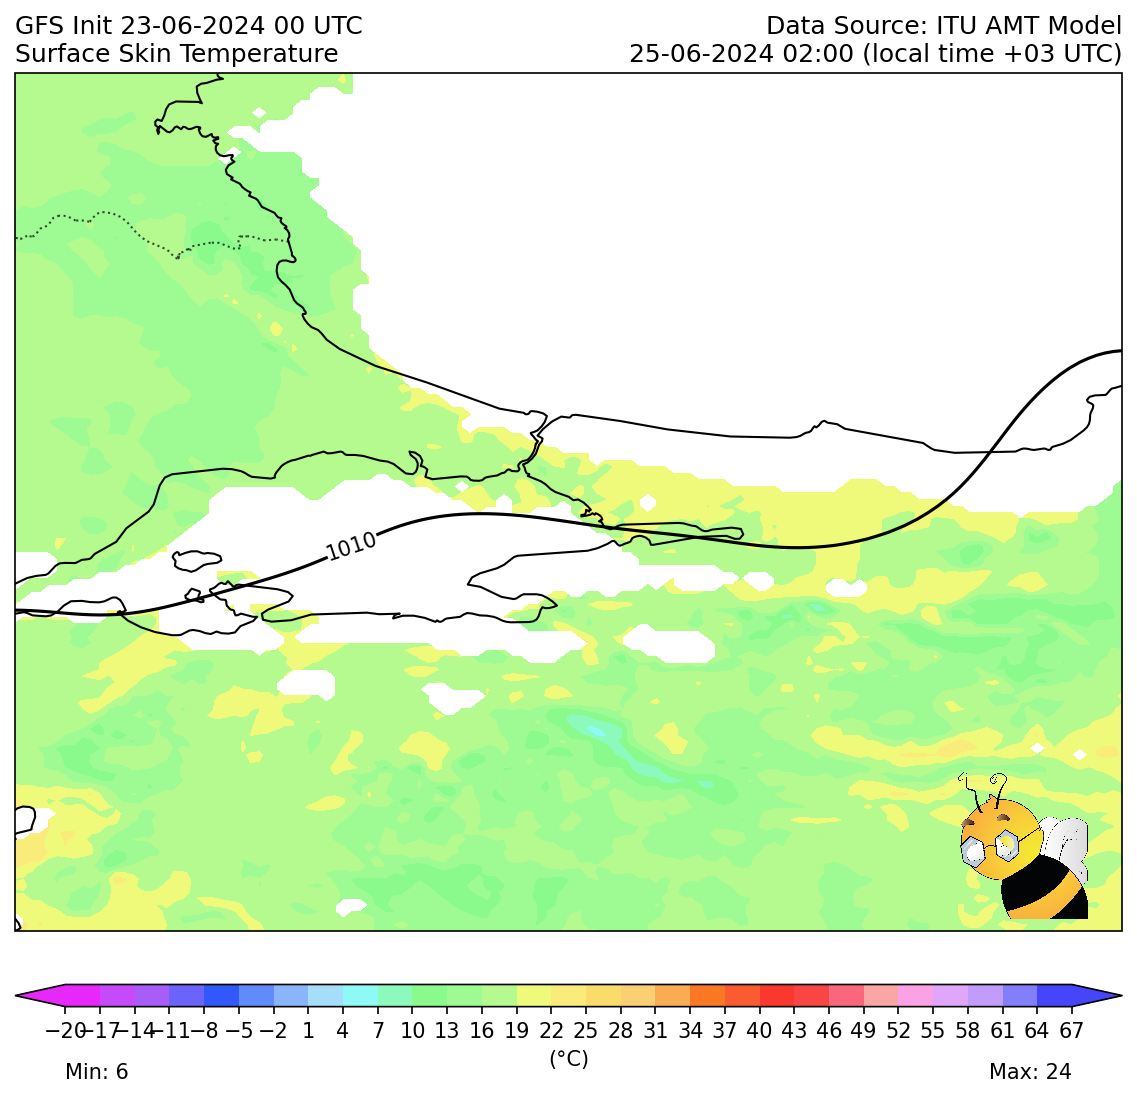 GFS Init 23-06-2024 00 UTC
Surface Skin Temperature
Data Source: ITU AMT Model
25-06-2024 02:00 (local time +03 UTC)
1010
−20 −17 −14 −11 −8 −5 −2 1 4 7 10 13 16 19 22 25 28 31 34 37 40 43 46 49 52 55 58 61 64 67
(°C)
Min: 6
Max: 24